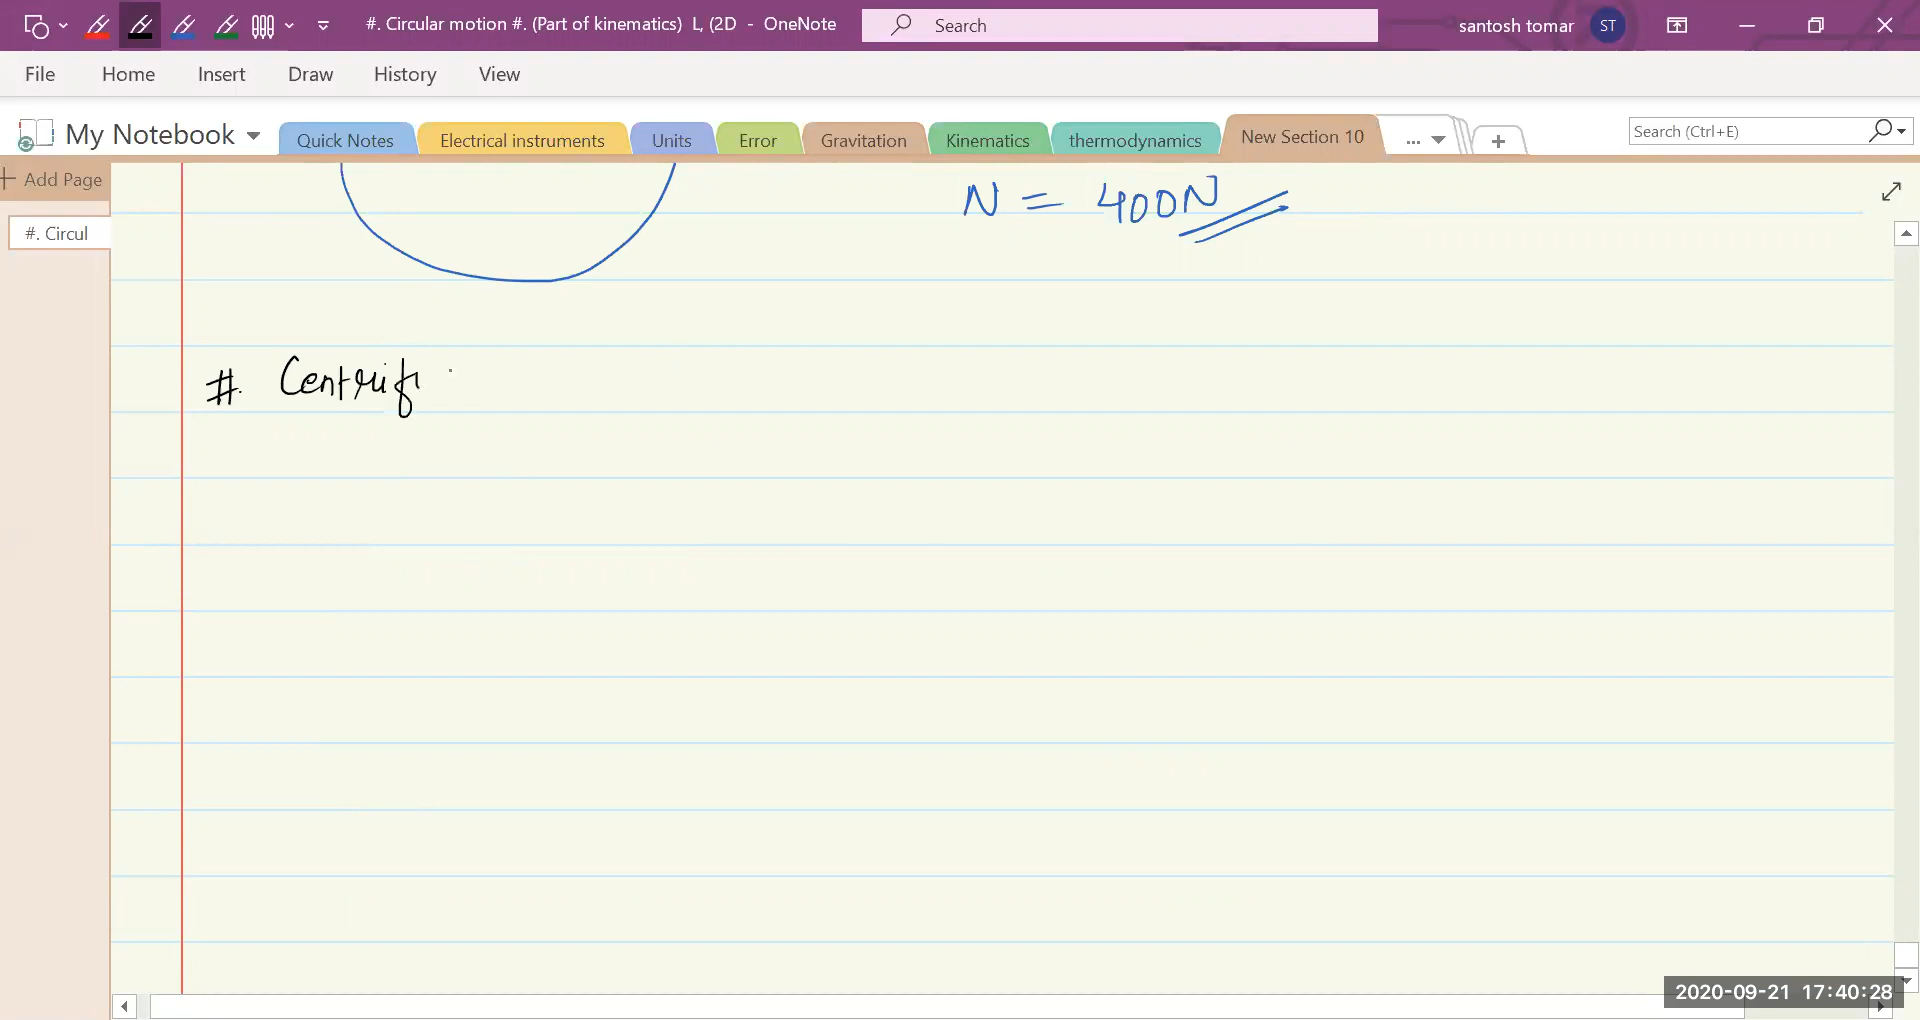 #. Circular motion #. (Part of kinematics) L, (2D - OneNote
Search
santosh tomar ST
File Home Insert Draw History View
My Notebook
Quick Notes Electrical instruments Units Error Gravitation Kinematics thermodynamics New Section 10 ... +
Search (Ctrl+E)
+ Add Page
#. Circul
N = 400N
#. Centrif
2020-09-21 17:40:28